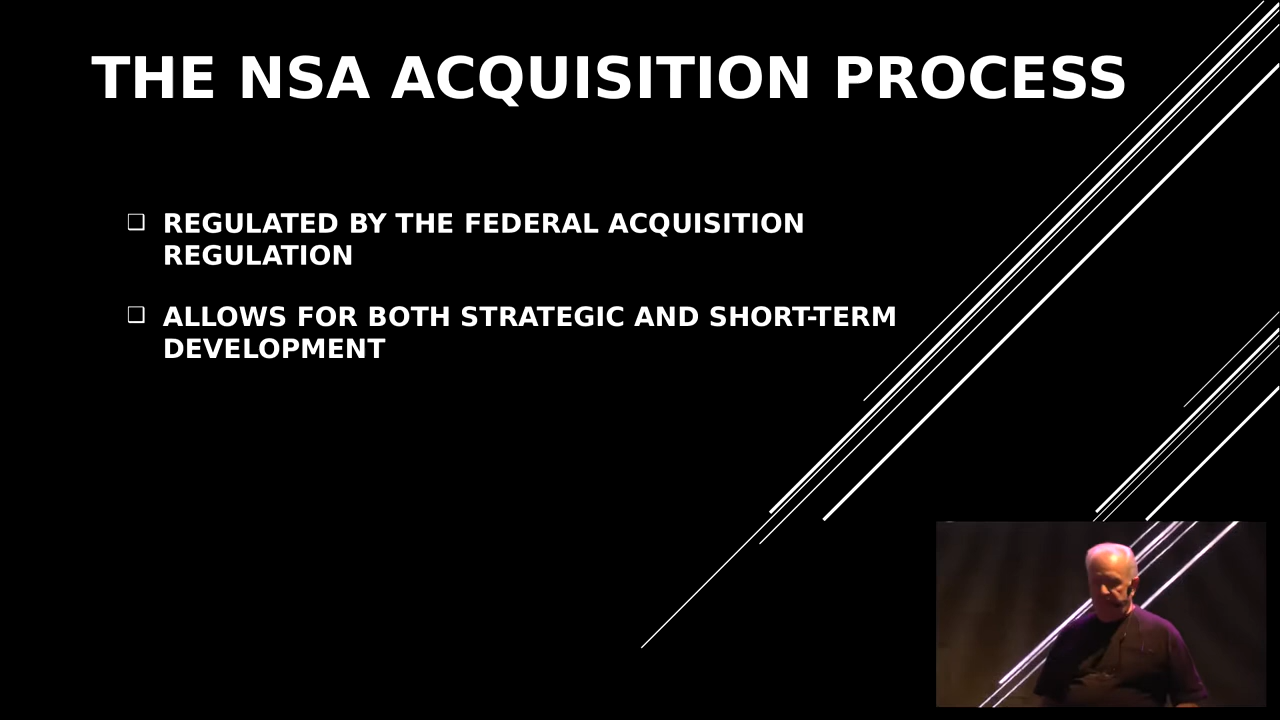 THE NSA ACQUISITION PROCESS
❑ REGULATED BY THE FEDERAL ACQUISITION
REGULATION
❑ ALLOWS FOR BOTH STRATEGIC AND SHORT-TERM
DEVELOPMENT